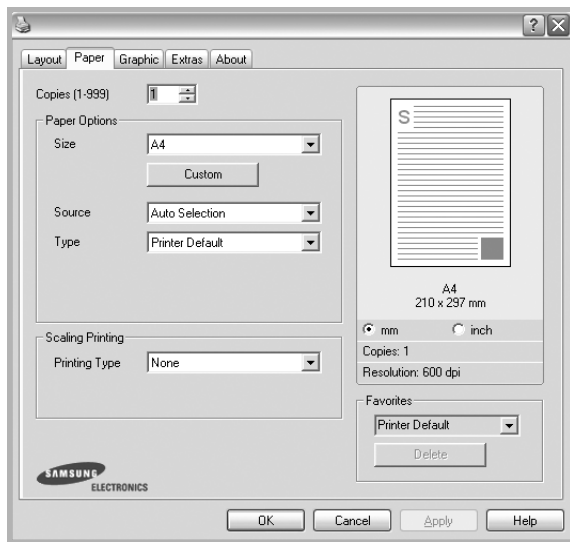 Layout Paper Graphic Extras About
Copies (1-999) 1
Paper Options
Size A4
Custom
Source Auto Selection
Type Printer Default
Scaling Printing
Printing Type None
S
A4
210 x 297 mm
mm inch
Copies: 1
Resolution: 600 dpi
Favorites
Printer Default
Delete
SAMSUNG
ELECTRONICS
OK Cancel Apply Help